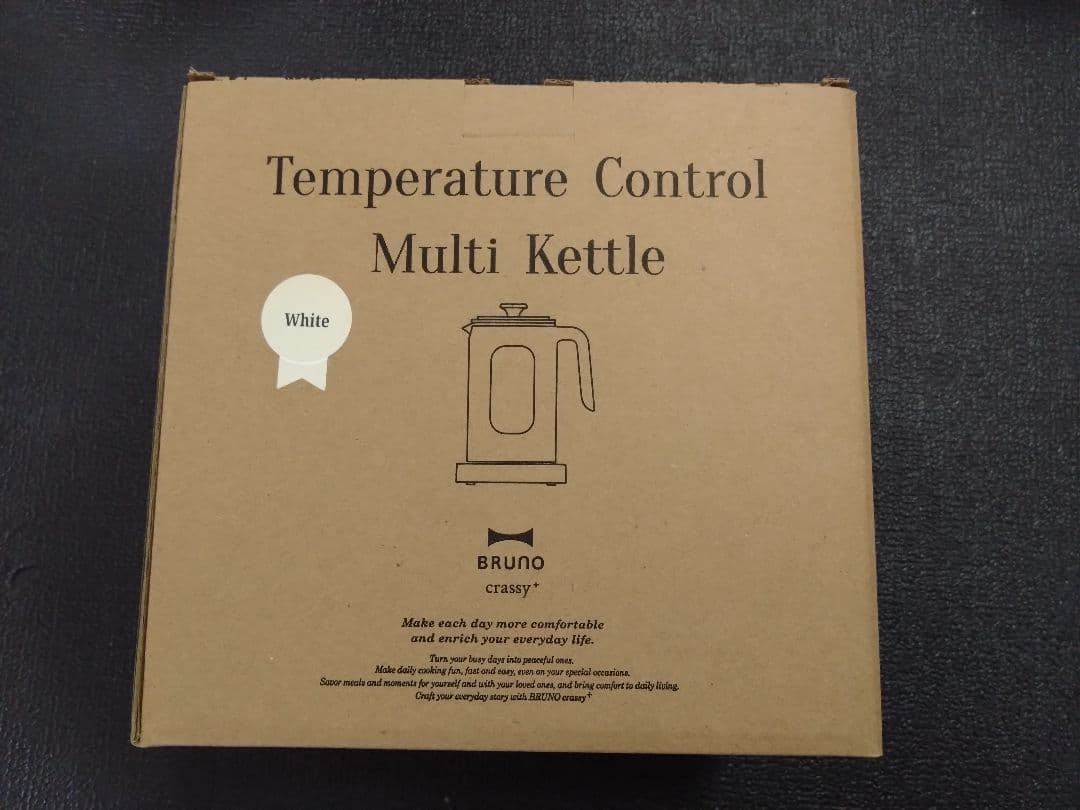 Temperature Control
Multi Kettle
White
BRUNO
crassy+
Make each day more comfortable
and enrich your everyday life.
Turn your busy days into peaceful ones.
Make daily cooking fun, fast and easy, even on your special occasions.
Savor meals and moments for yourself and with your loved ones, and bring comfort to daily living.
Craft your everyday story with BRUNO crassy+